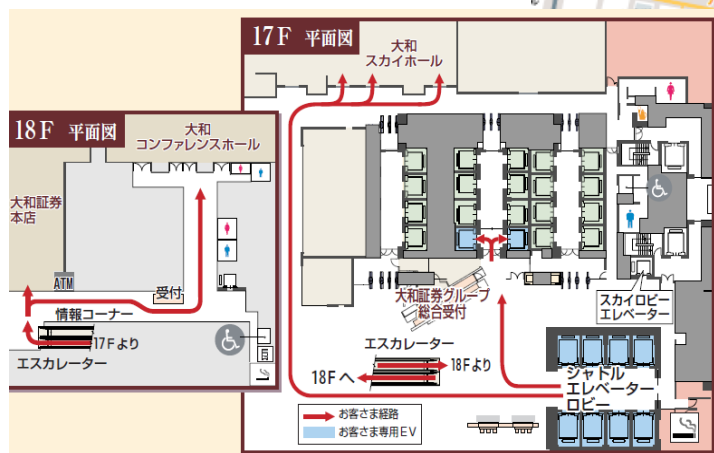 17F 平面図
大和
スカイホール
18F 平面図
大和
コンファレンスホール
大和証券
本店
ATM
受付
情報コーナー
17Fより
エスカレーター
大和証券グループ
総合受付
スカイロビー
エレベーター
エスカレーター
18Fより
18Fへ
シャトル
エレベーター
ロビー
お客さま経路
お客さま専用EV